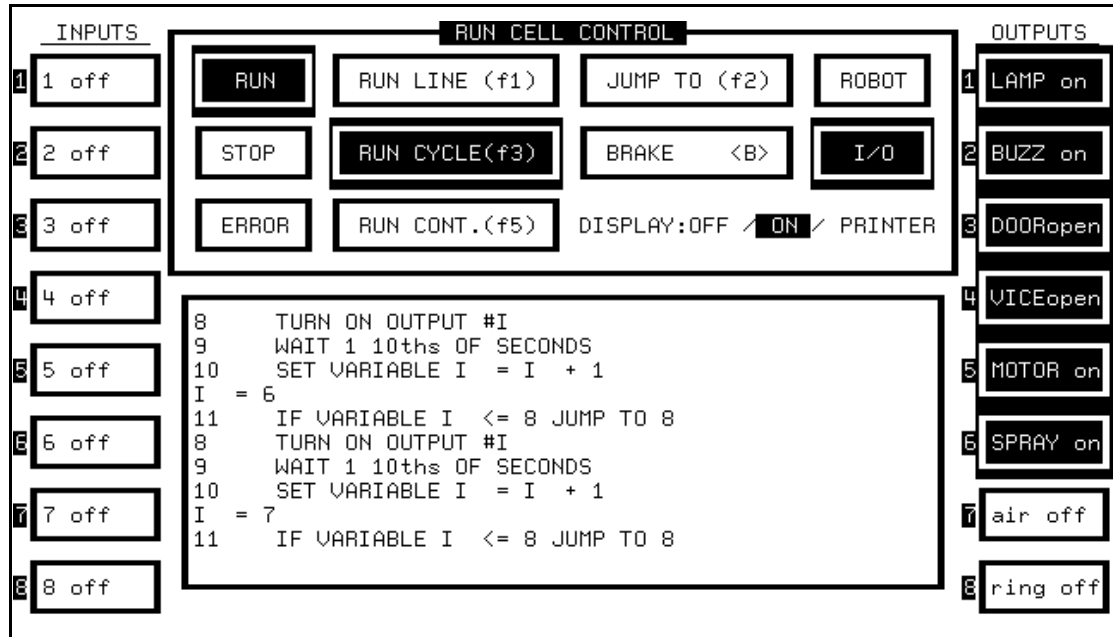 INPUTS
1 1 off
2 2 off
3 3 off
4 4 off
5 5 off
6 6 off
7 7 off
8 8 off
RUN CELL CONTROL
RUN RUN LINE (f1) JUMP TO (f2) ROBOT
STOP RUN CYCLE(f3) BRAKE <B> I/O
ERROR RUN CONT.(f5) DISPLAY:OFF / ON / PRINTER
8 TURN ON OUTPUT #I
9 WAIT 1 10ths OF SECONDS
10 SET VARIABLE I = I + 1
I = 6
11 IF VARIABLE I <= 8 JUMP TO 8
8 TURN ON OUTPUT #I
9 WAIT 1 10ths OF SECONDS
10 SET VARIABLE I = I + 1
I = 7
11 IF VARIABLE I <= 8 JUMP TO 8
OUTPUTS
1 LAMP on
2 BUZZ on
3 DOORopen
4 VICEopen
5 MOTOR on
6 SPRAY on
7 air off
8 ring off